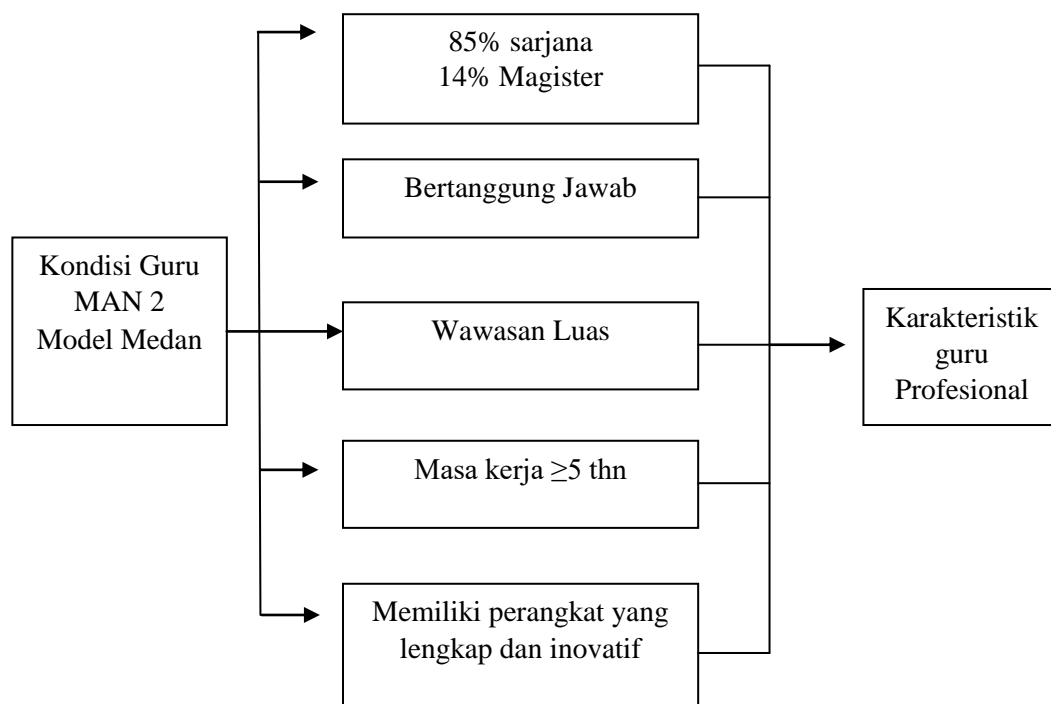 85% sarjana
14% Magister
Bertanggung Jawab
Kondisi Guru
MAN 2
Model Medan
Wawasan Luas
Karakteristik
guru
Profesional
Masa kerja ≥5 thn
Memiliki perangkat yang
lengkap dan inovatif